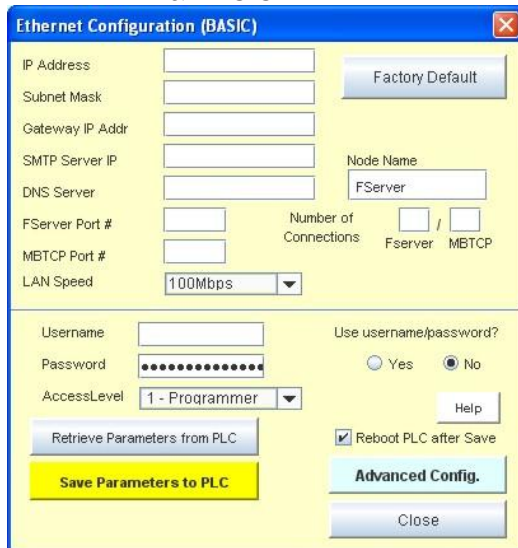 Ethernet Configuration (BASIC)
IP Address
Factory Default
Subnet Mask
Gateway IP Addr
SMTP Server IP
Node Name
DNS Server
FServer
FServer Port #
Number of
Connections
/
Fserver MBTCP
MBTCP Port #
LAN Speed
100Mbps
Username
Use username/password?
Password
●●●●●●●●●●●●●●
Yes
No
AccessLevel
1 - Programmer
Help
Retrieve Parameters from PLC
Reboot PLC after Save
Save Parameters to PLC
Advanced Config.
Close